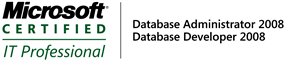 Microsoft
CERTIFIED
IT Professional
Database Administrator 2008
Database Developer 2008